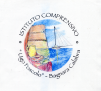 ISTITUTO COMPRENSIVO
"Ugo Foscolo" - Bagnara Calabra